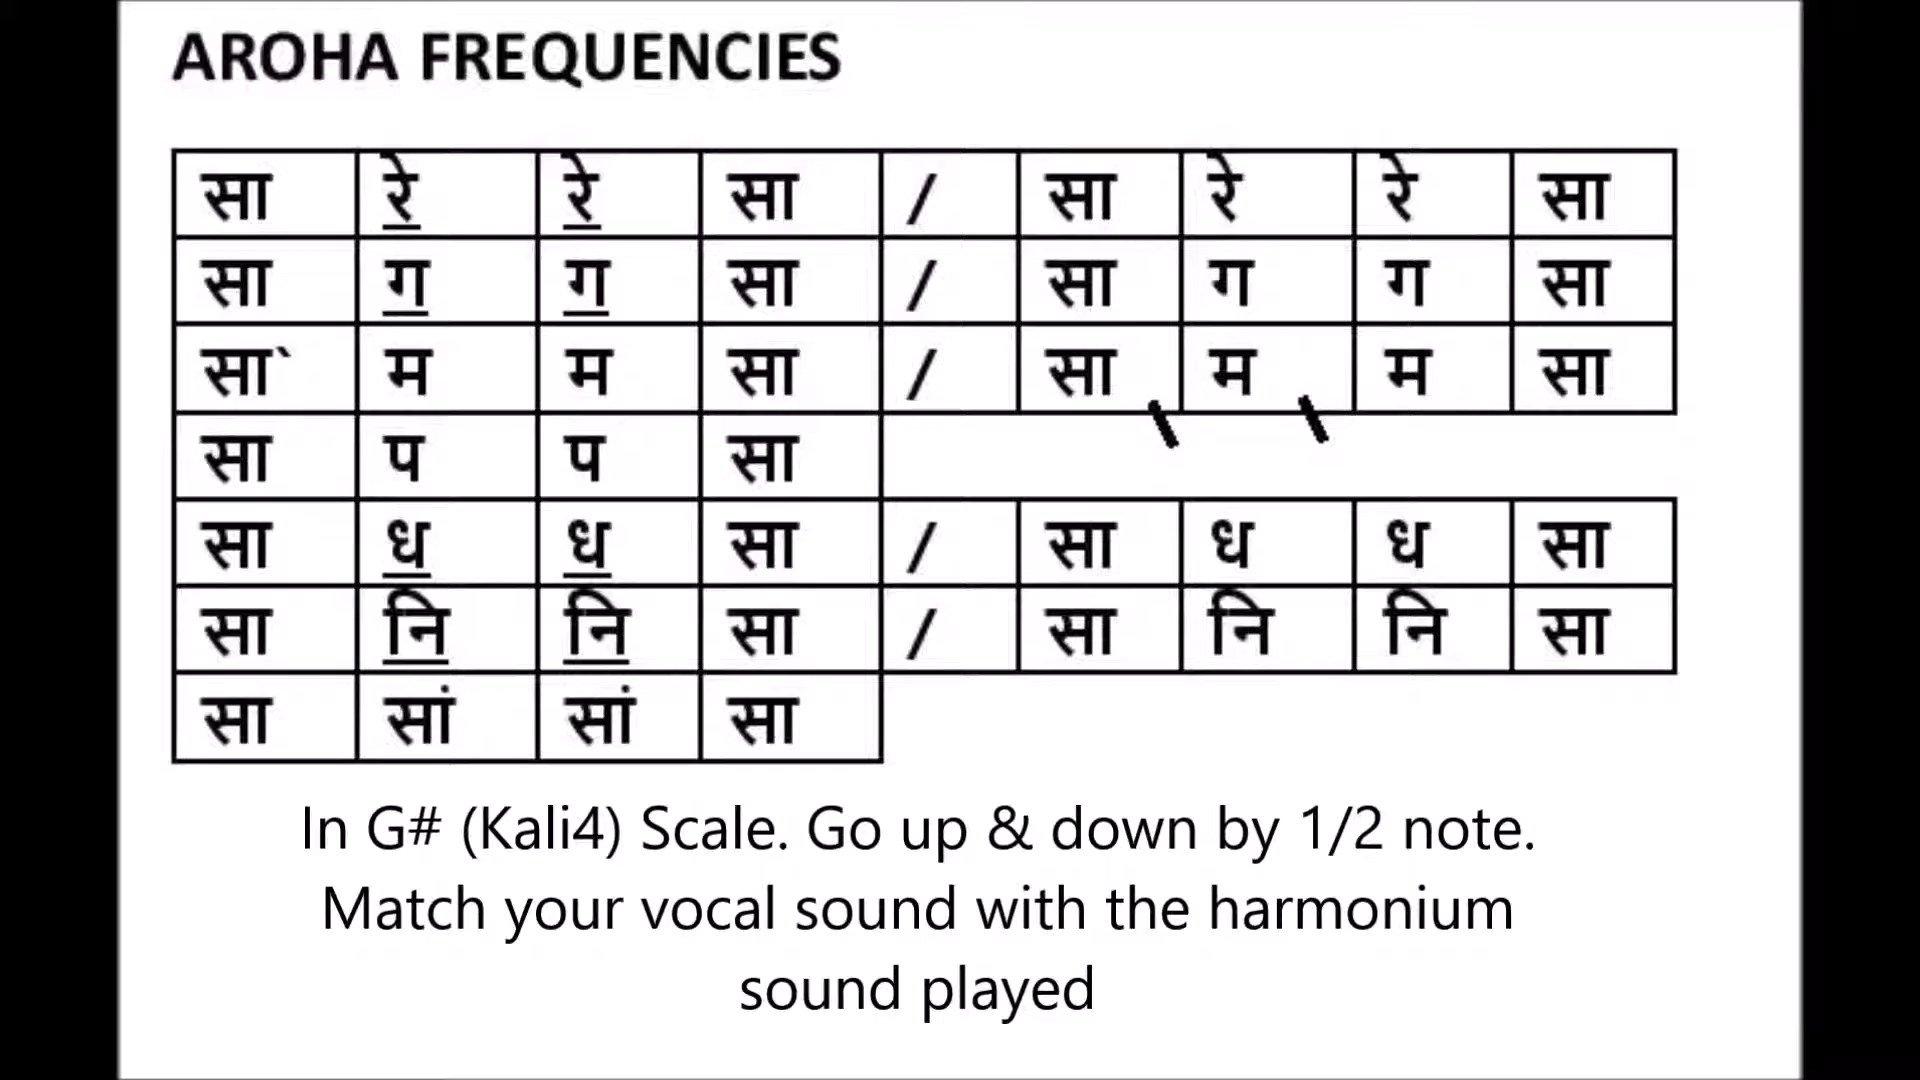 AROHA FREQUENCIES
सा रे॒ रे॒ सा / सा रे रे सा
सा ग॒ ग॒ सा / सा ग ग सा
सा` म म सा / सा म म सा
सा प प सा
सा ध॒ ध॒ सा / सा ध ध सा
सा नि॒ नि॒ सा / सा नि नि सा
सा सां सां सा
In G# (Kali4) Scale. Go up & down by 1/2 note.
Match your vocal sound with the harmonium
sound played